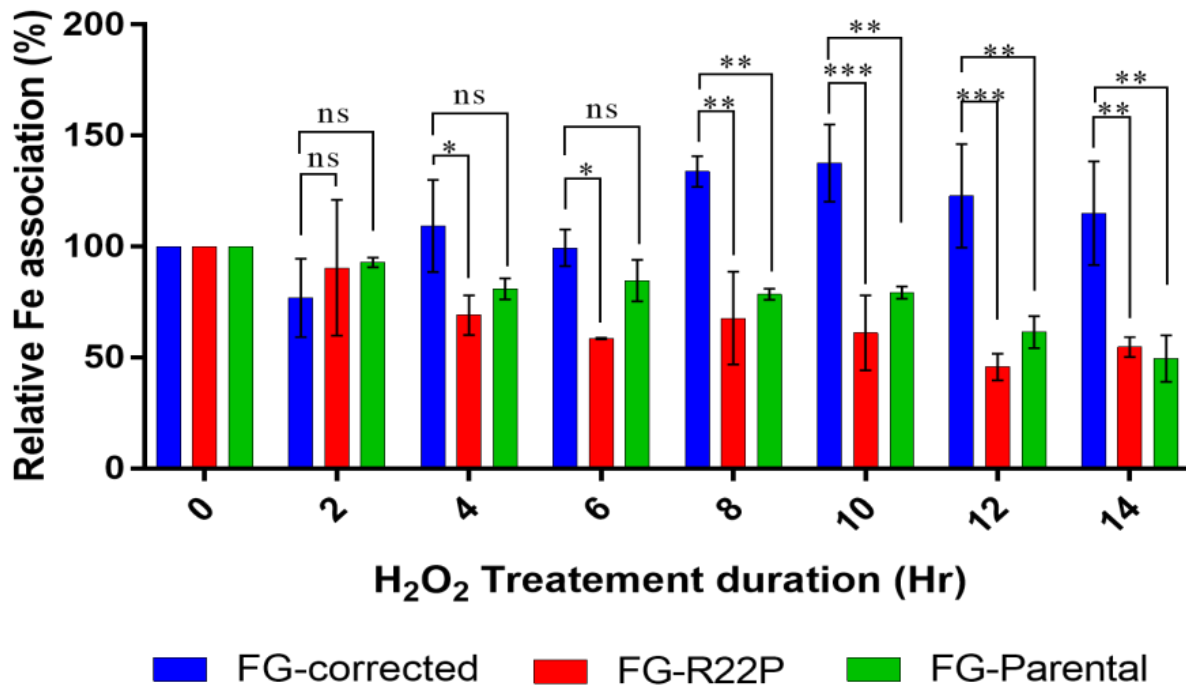 Relative Fe association (%)
200
150
100
50
0
ns
ns
ns
*
ns
*
**
**
**
***
**
***
**
**
0 2 4 6 8 10 12 14
H₂O₂ Treatement duration (Hr)
FG-corrected FG-R22P FG-Parental